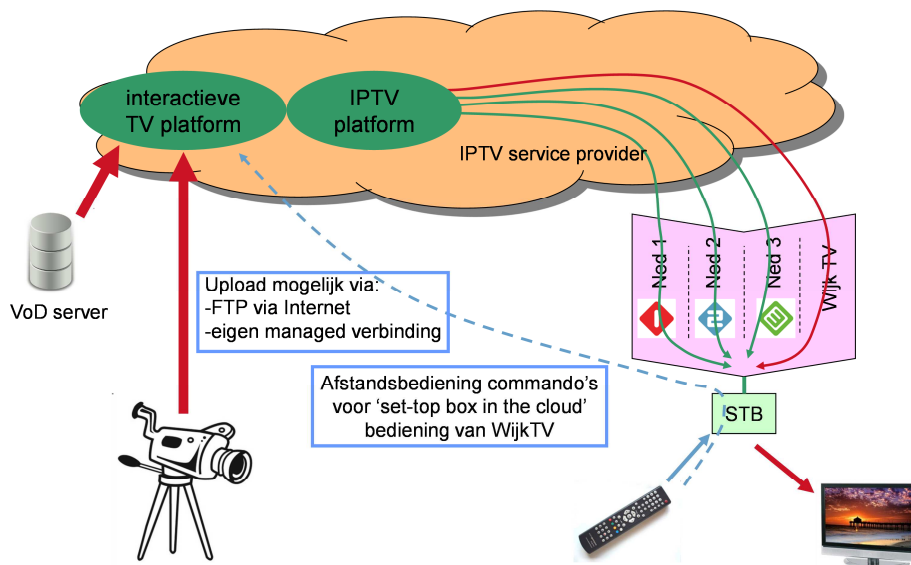 interactieve
TV platform
IPTV
platform
IPTV service provider
VoD server
Upload mogelijk via:
-FTP via Internet
-eigen managed verbinding
Ned 1
Ned 2
Ned 3
Wijk TV
Afstandsbediening commando's
voor ‘set-top box in the cloud’
bediening van WijkTV
STB